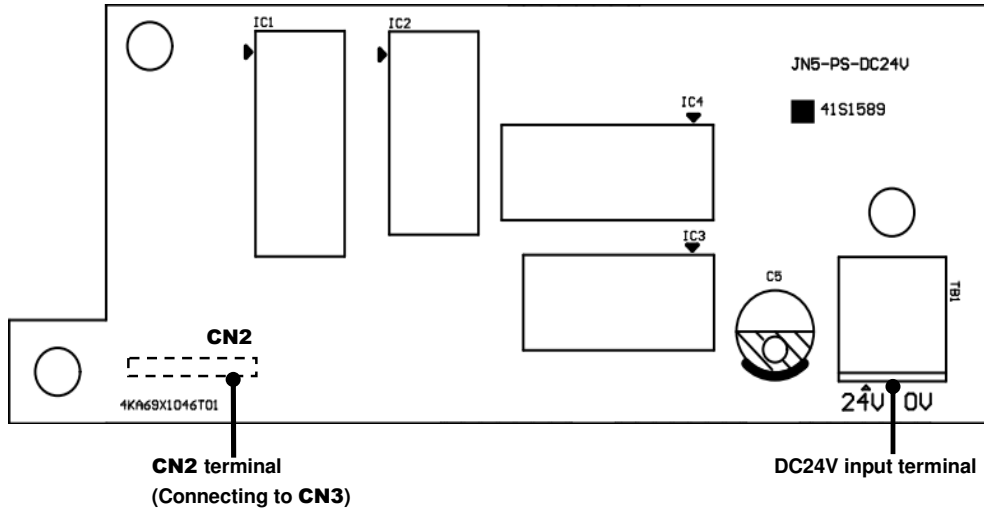 IC1
IC2
JN5-PS-DC24V
IC4
41S1589
IC3
C5
TB1
CN2
4KA69X1046T01
24V 0V
CN2 terminal
(Connecting to CN3)
DC24V input terminal